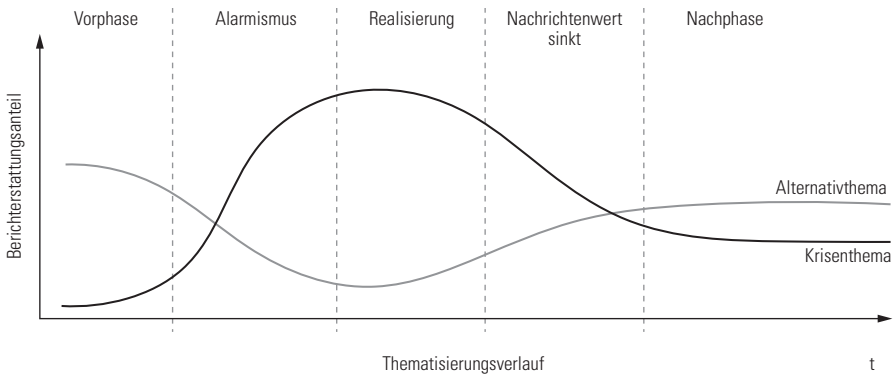 Vorphase
Alarmismus
Realisierung
Nachrichtenwert
sinkt
Nachphase
Berichterstattungsanteil
Alternativthema
Krisenthema
Thematisierungsverlauf
t